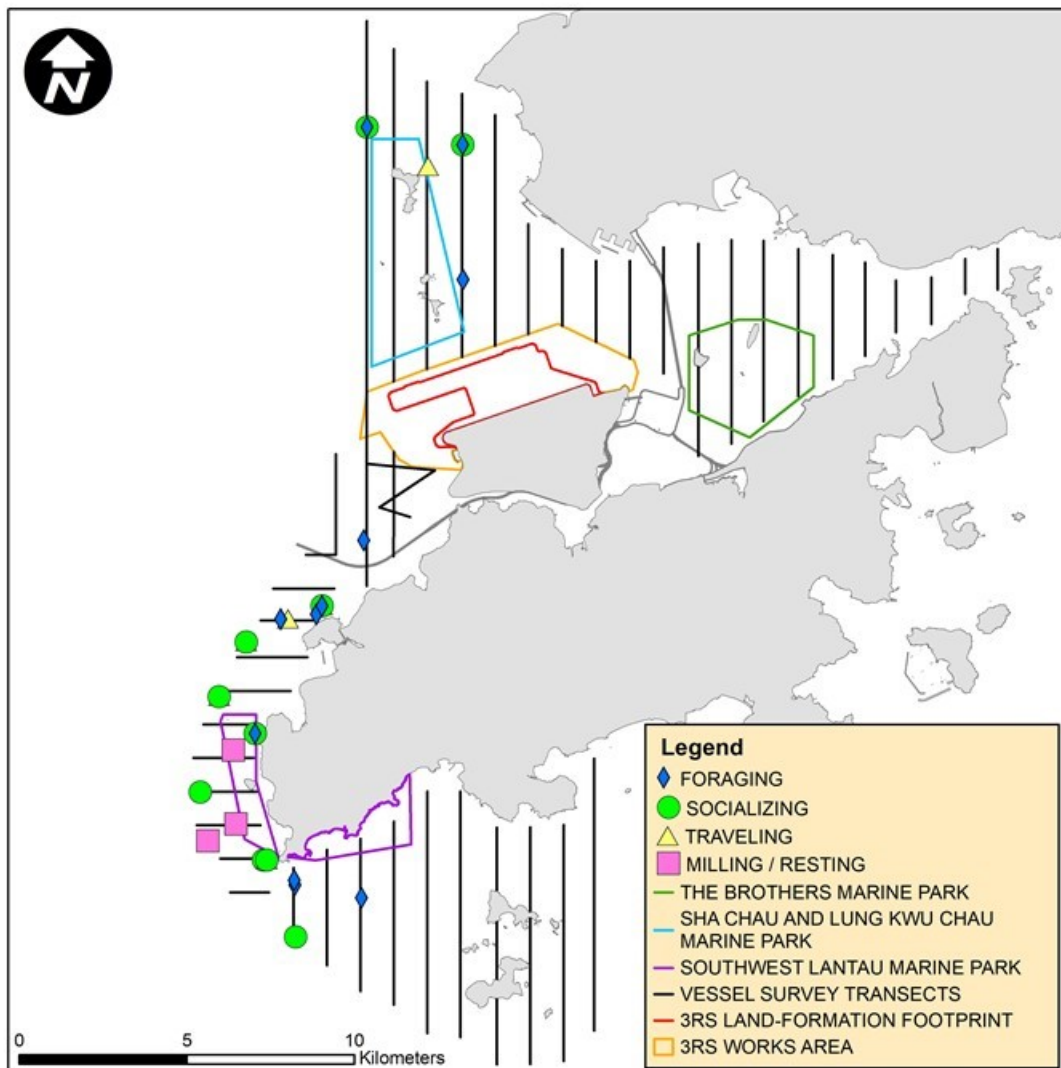 N
Legend
FORAGING
SOCIALIZING
TRAVELING
MILLING / RESTING
THE BROTHERS MARINE PARK
SHA CHAU AND LUNG KWU CHAU
MARINE PARK
SOUTHWEST LANTAU MARINE PARK
VESSEL SURVEY TRANSECTS
3RS LAND-FORMATION FOOTPRINT
3RS WORKS AREA
0 5 10
Kilometers